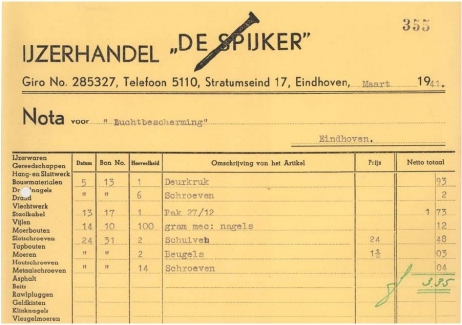 355
IJZERHANDEL „DE SPIJKER"
Giro No. 285327, Telefoon 5110, Stratumseind 17, Eindhoven, Maart 1941.
Nota voor "Luchtbescherming"
Eindhoven.
IJzerwaren
Gereedschappen
Hang- en Sluitwerk
Bouwmaterialen
Draadnagels
Draad
Vlechtwerk
Staalkabel
Vijlen
Moerbouten
Slotschroeven
Tapbouten
Moeren
Houtschroeven
Metaalschroeven
Asphalt
Beits
Rawlpluggen
Gelfkisten
Klinknagels
Vleugelmoeren
Datum Bon No. Hoeveelheid Omschrijving van het Artikel Prijs Netto totaal
5 13 1 Deurkruk 93
" " 6 Schroeven 2
13 17 1 Pak 27/12 1 73
14 10 100 gram mec: nagels 12
24 31 2 Schuiven 24 48
" " 2 Beugels 1½ 03
" " 14 Schroeven 04
3.35